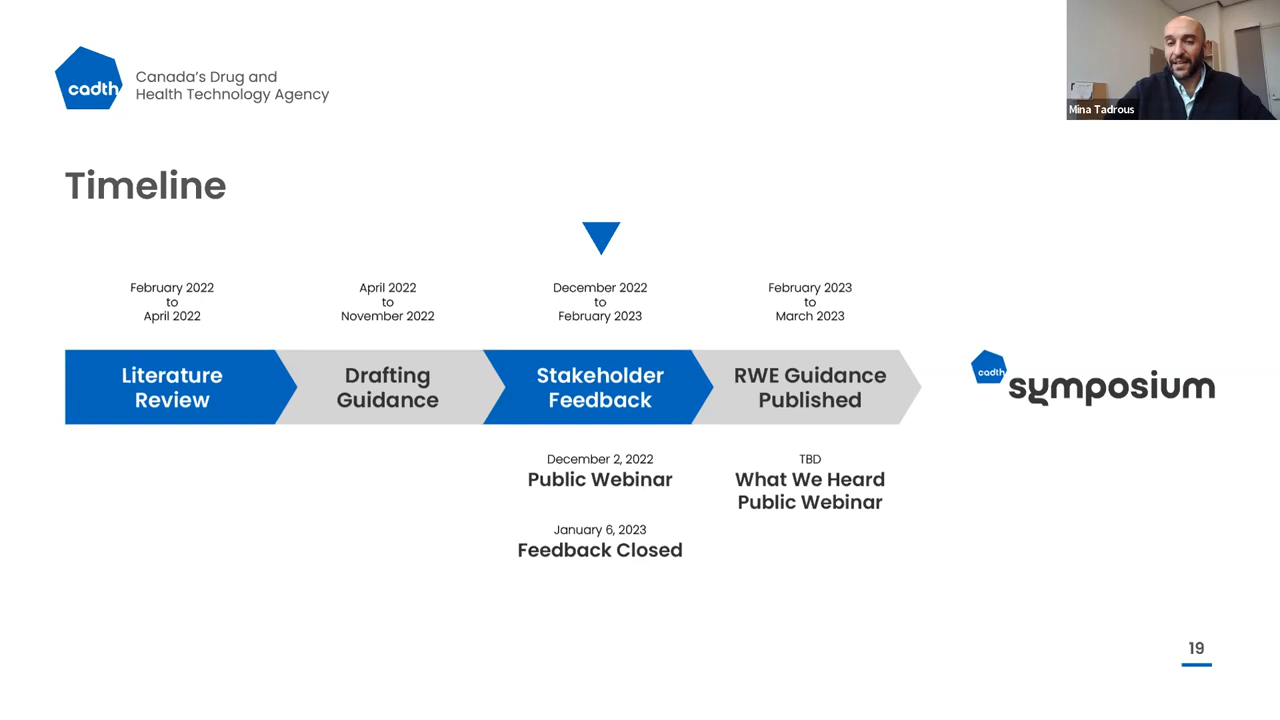 cadth
Canada's Drug and
Health Technology Agency
Mina Tadrous
Timeline
February 2022
to
April 2022
April 2022
to
November 2022
December 2022
to
February 2023
February 2023
to
March 2023
Literature
Review
Drafting
Guidance
Stakeholder
Feedback
RWE Guidance
Published
cadth
symposium
December 2, 2022
Public Webinar
January 6, 2023
Feedback Closed
TBD
What We Heard
Public Webinar
19